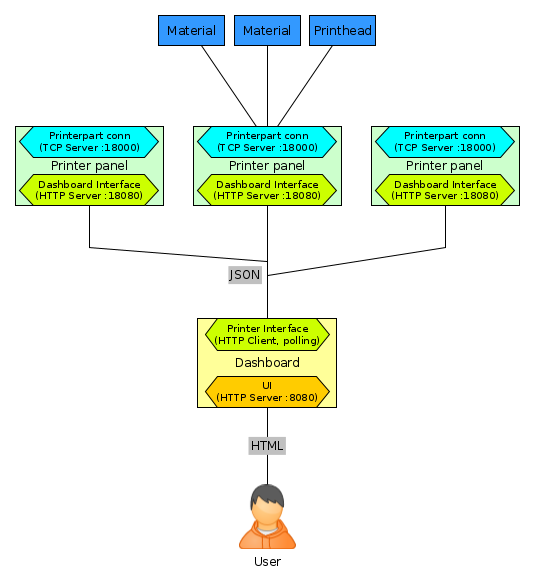 Material
Material
Printhead
Printerpart conn
(TCP Server :18000)
Printer panel
Dashboard Interface
(HTTP Server :18080)
Printerpart conn
(TCP Server :18000)
Printer panel
Dashboard Interface
(HTTP Server :18080)
Printerpart conn
(TCP Server :18000)
Printer panel
Dashboard Interface
(HTTP Server :18080)
JSON
Printer Interface
(HTTP Client, polling)
Dashboard
UI
(HTTP Server :8080)
HTML
User